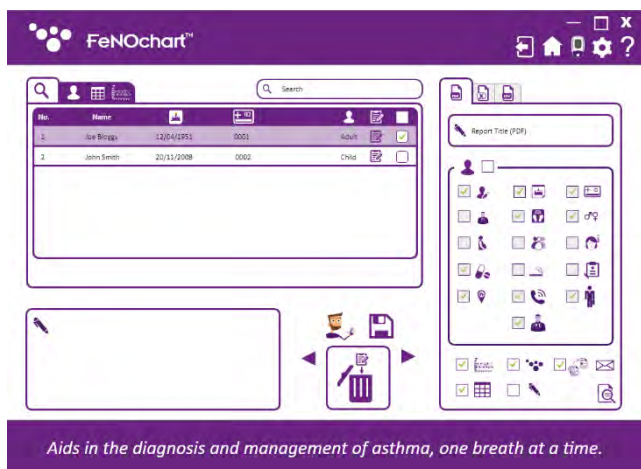 FeNOchart™
Search
No. Name ID
1 Joe Bloggs 12/04/1951 0001 Adult
2 John Smith 20/11/2008 0002 Child
Report Title (PDF)
Aids in the diagnosis and management of asthma, one breath at a time.